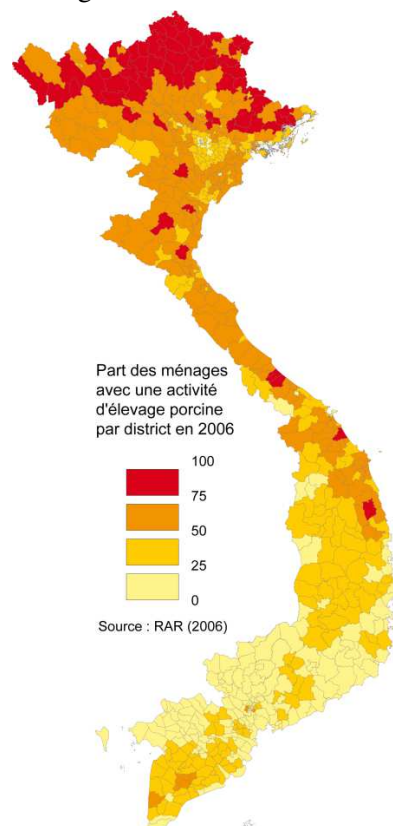 Part des ménages
avec une activité
d'élevage porcine
par district en 2006
100
75
50
25
0
Source : RAR (2006)